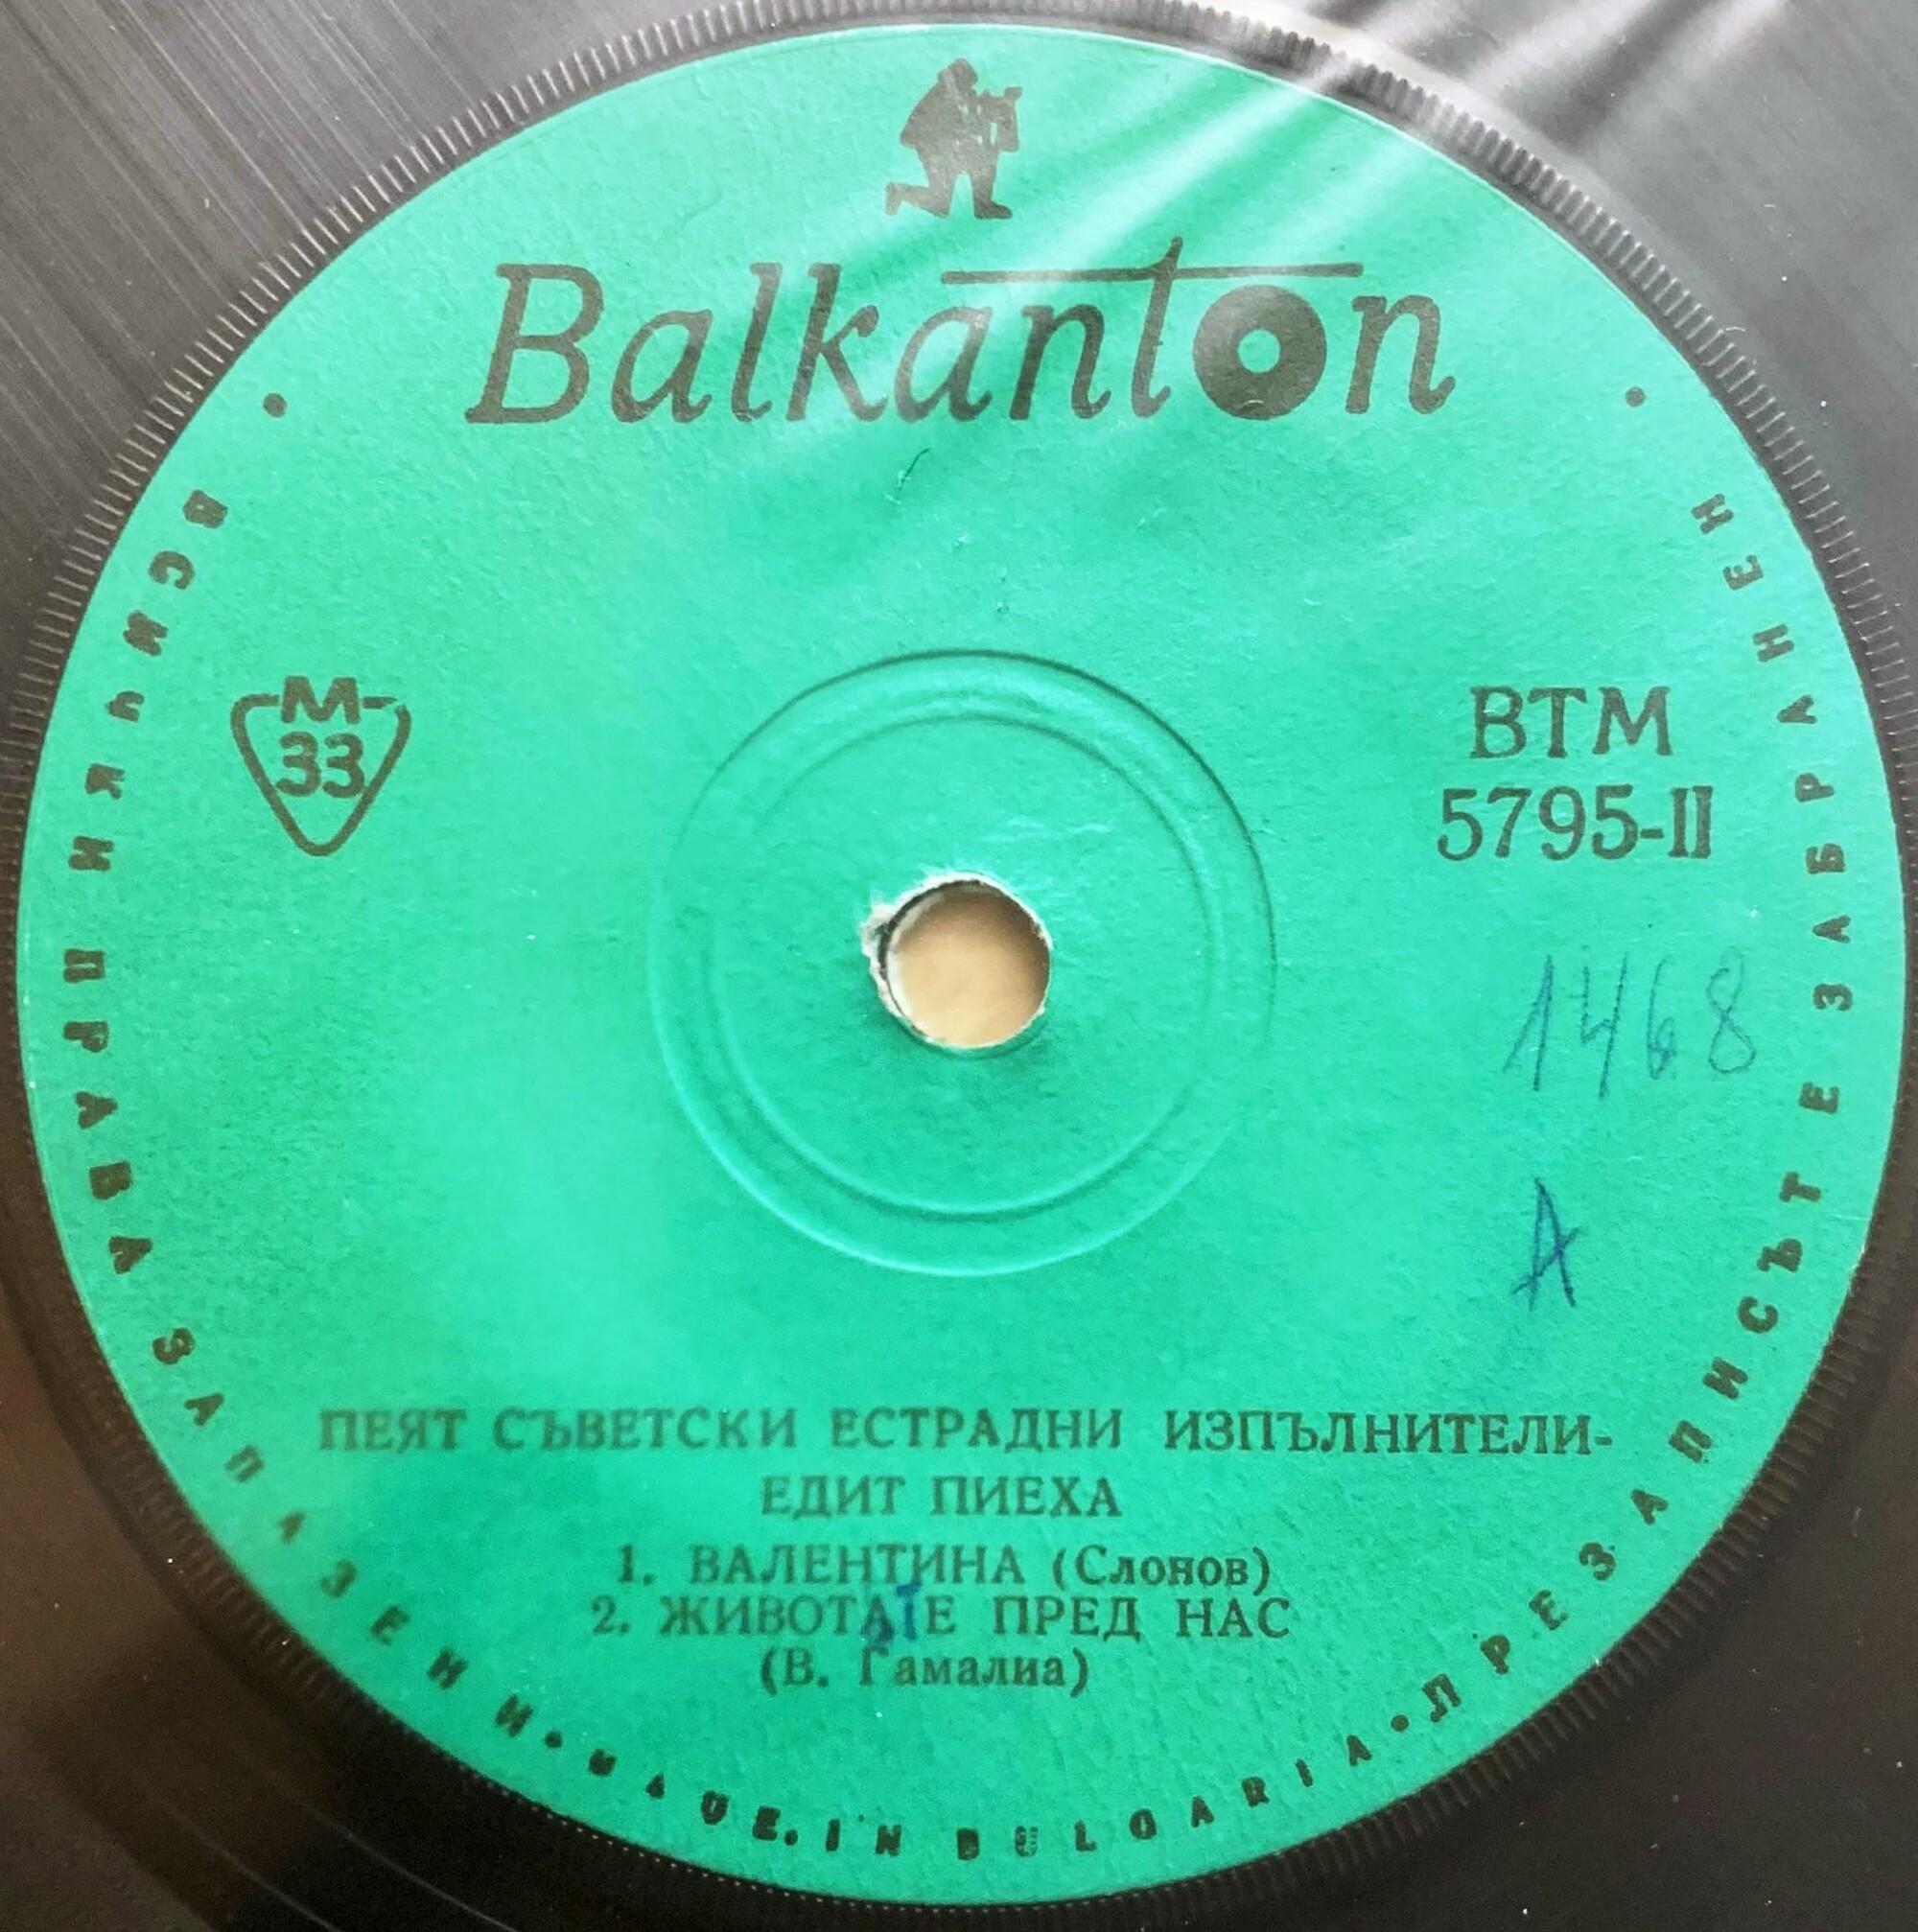 Balkanton
М-
33
ВТМ
5795-II
1468
A
ПЕЯТ СЪВЕТСКИ ЕСТРАДНИ ИЗПЪЛНИТЕЛИ-
ЕДИТ ПИЕХА
1. ВАЛЕНТИНА (Слонов)
2. ЖИВОТЪТ Е ПРЕД НАС
(В. Гамалиа)
• ВСИЧКИ ПРАВА ЗАПАЗЕНИ • MADE IN BULGARIA • ПРЕЗАПИСЪТ Е ЗАБРАНЕН •